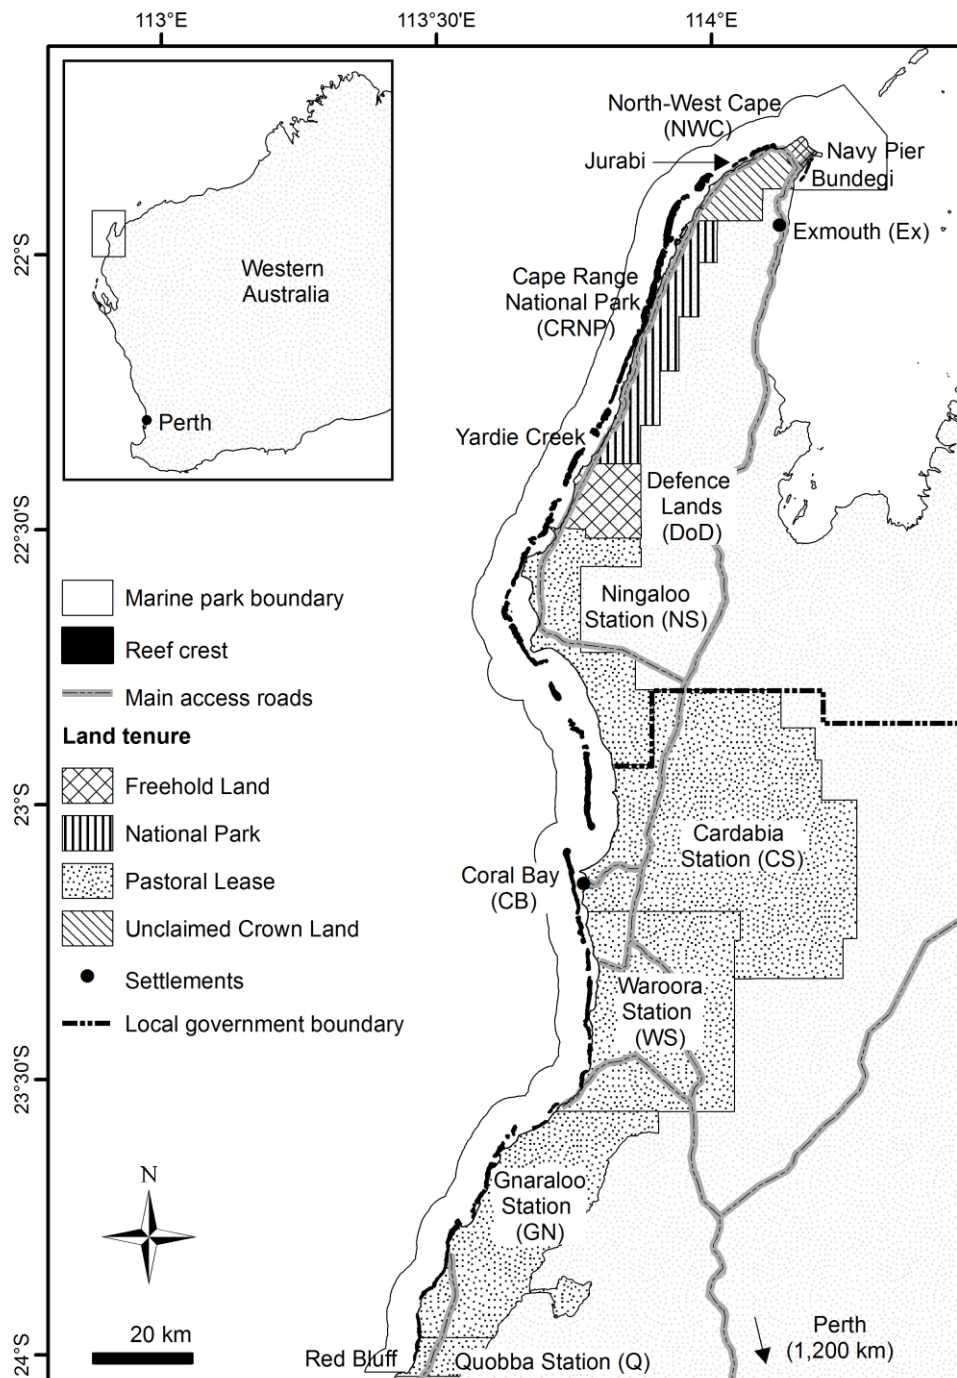 113°E
113°30'E
114°E
North-West Cape
(NWC)
Jurabi
Navy Pier
Bundegi
Exmouth (Ex)
22°S
Western
Australia
Cape Range
National Park
(CRNP)
Perth
Yardie Creek
Defence
Lands
(DoD)
22°30'S
Ningaloo
Station (NS)
Marine park boundary
Reef crest
Main access roads
Land tenure
Freehold Land
National Park
Pastoral Lease
Unclaimed Crown Land
Settlements
Local government boundary
23°S
Cardabia
Station (CS)
Coral Bay
(CB)
Waroora
Station
(WS)
23°30'S
Gnaraloo
Station
(GN)
N
20 km
24°S
Red Bluff
Quobba Station (Q)
Perth
(1,200 km)